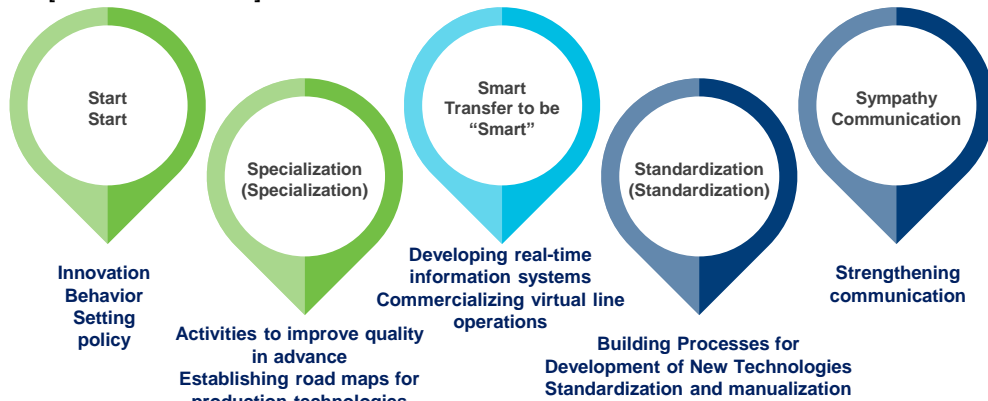 Start
Start
Innovation
Behavior
Setting
policy
Specialization
(Specialization)
Activities to improve quality
in advance
Establishing road maps for
production technologies
Smart
Transfer to be
“Smart”
Developing real-time
information systems
Commercializing virtual line
operations
Standardization
(Standardization)
Building Processes for
Development of New Technologies
Standardization and manualization
Sympathy
Communication
Strengthening
communication